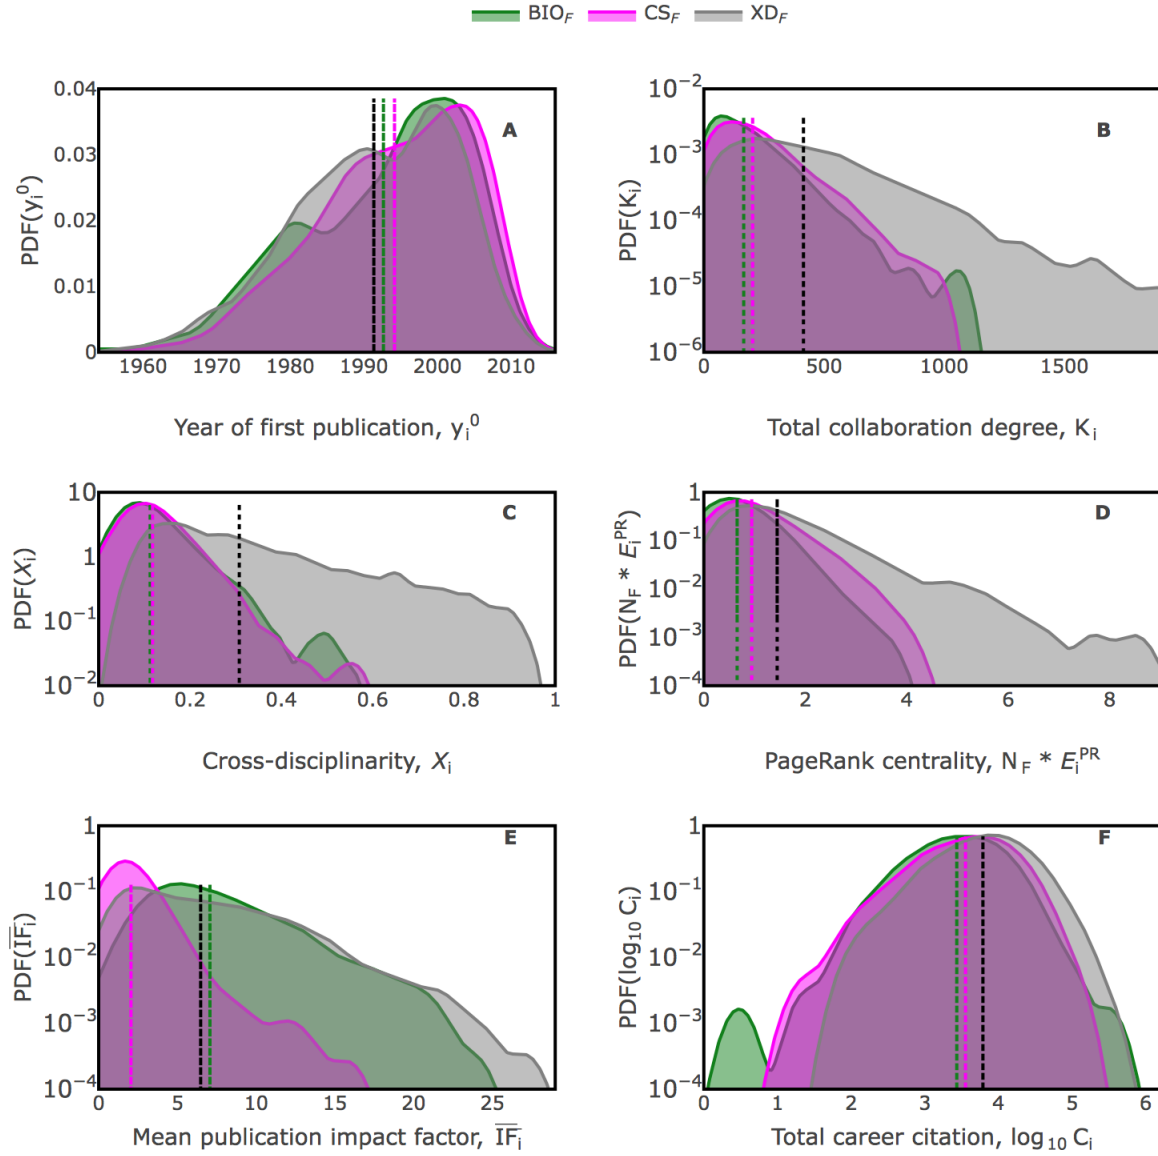 BIO_F CS_F XD_F
A
0.04
0.03
0.02
0.01
0
PDF(y_i^0)
1960 1970 1980 1990 2000 2010
Year of first publication, y_i^0
B
10^-2
10^-3
10^-4
10^-5
10^-6
PDF(K_i)
0 500 1000 1500
Total collaboration degree, K_i
C
10
1
10^-1
10^-2
PDF(X_i)
0 0.2 0.4 0.6 0.8 1
Cross-disciplinarity, X_i
D
1
10^-1
10^-2
10^-3
10^-4
PDF(N_F * E_i^PR)
0 2 4 6 8
PageRank centrality, N_F * E_i^PR
E
1
10^-1
10^-2
10^-3
10^-4
PDF(I̅F̅_i)
0 5 10 15 20 25
Mean publication impact factor, I̅F̅_i
F
1
10^-1
10^-2
10^-3
10^-4
PDF(log_10 C_i)
0 1 2 3 4 5 6
Total career citation, log_10 C_i